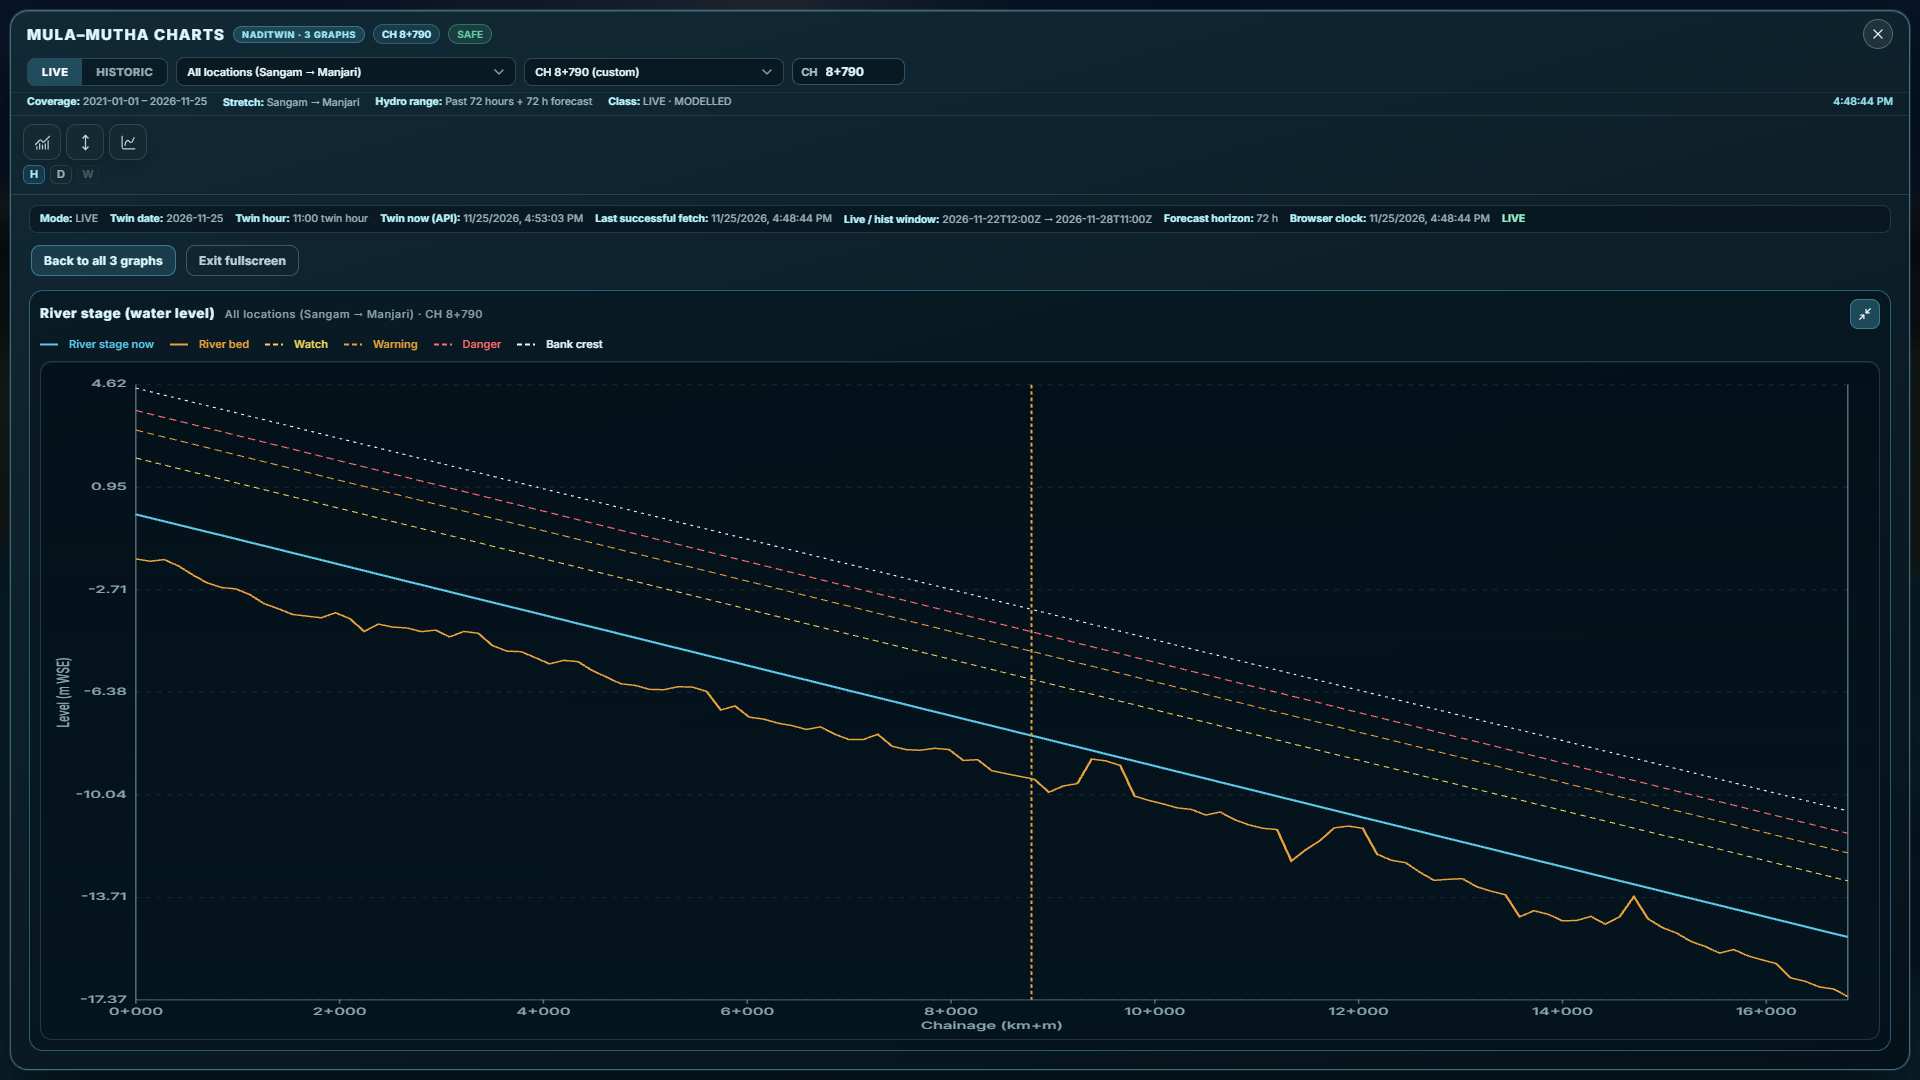 MULA–MUTHA CHARTS NADITWIN · 3 GRAPHS CH 8+790 SAFE
LIVE HISTORIC All locations (Sangam → Manjari) CH 8+790 (custom) CH 8+790
Coverage: 2021-01-01 – 2026-11-25 Stretch: Sangam → Manjari Hydro range: Past 72 hours + 72 h forecast Class: LIVE · MODELLED 4:48:44 PM
H D W
Mode: LIVE Twin date: 2026-11-25 Twin hour: 11:00 twin hour Twin now (API): 11/25/2026, 4:53:03 PM Last successful fetch: 11/25/2026, 4:48:44 PM Live / hist window: 2026-11-22T12:00Z → 2026-11-28T11:00Z Forecast horizon: 72 h Browser clock: 11/25/2026, 4:48:44 PM LIVE
Back to all 3 graphs Exit fullscreen
River stage (water level) All locations (Sangam → Manjari) · CH 8+790
River stage now River bed Watch Warning Danger Bank crest
4.62
0.95
-2.71
-6.38
-10.04
-13.71
-17.37
Level (m WSE)
0+000 2+000 4+000 6+000 8+000 10+000 12+000 14+000 16+000
Chainage (km+m)